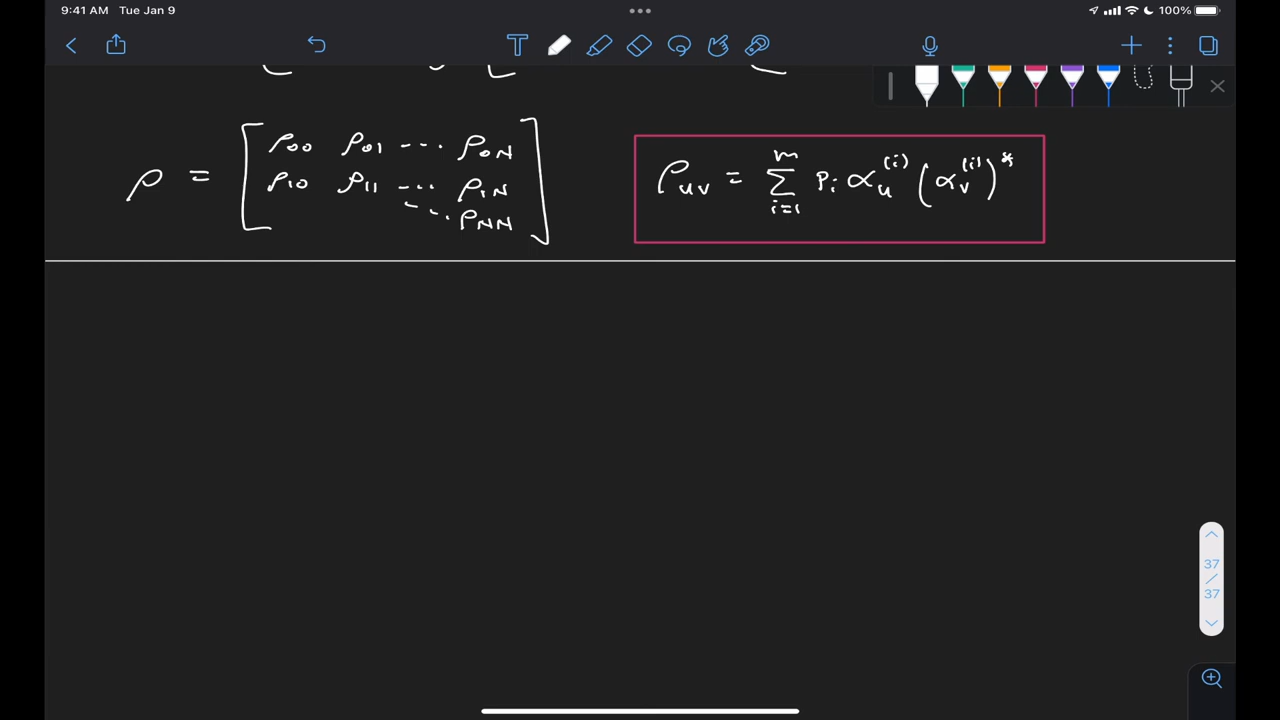 9:41 AM Tue Jan 9
100%
T
ρ = [ρ00 ρ01 --- ρ0N
ρ10 ρ11 --- ρ1N
--- ρNN]
ρuv = ∑_{i=1}^{m} Pi αu^(i) (αv^(i))*
37
/
37